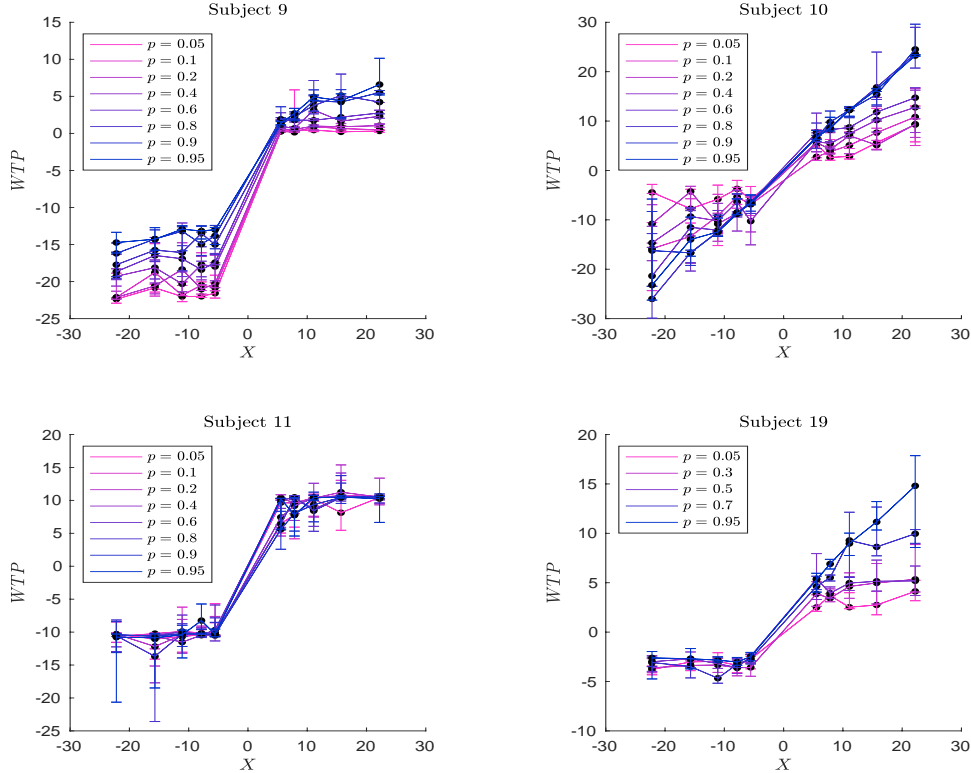 Subject 9
15
10
5
0
-5
-10
-15
-20
-25
WTP
p = 0.05
p = 0.1
p = 0.2
p = 0.4
p = 0.6
p = 0.8
p = 0.9
p = 0.95
-30
-20
-10
0
10
20
30
X
Subject 10
30
20
10
0
-10
-20
-30
WTP
p = 0.05
p = 0.1
p = 0.2
p = 0.4
p = 0.6
p = 0.8
p = 0.9
p = 0.95
-30
-20
-10
0
10
20
30
X
Subject 11
20
15
10
5
0
-5
-10
-15
-20
-25
WTP
p = 0.05
p = 0.1
p = 0.2
p = 0.4
p = 0.6
p = 0.8
p = 0.9
p = 0.95
-30
-20
-10
0
10
20
30
X
Subject 19
20
15
10
5
0
-5
-10
WTP
p = 0.05
p = 0.3
p = 0.5
p = 0.7
p = 0.95
-30
-20
-10
0
10
20
30
X